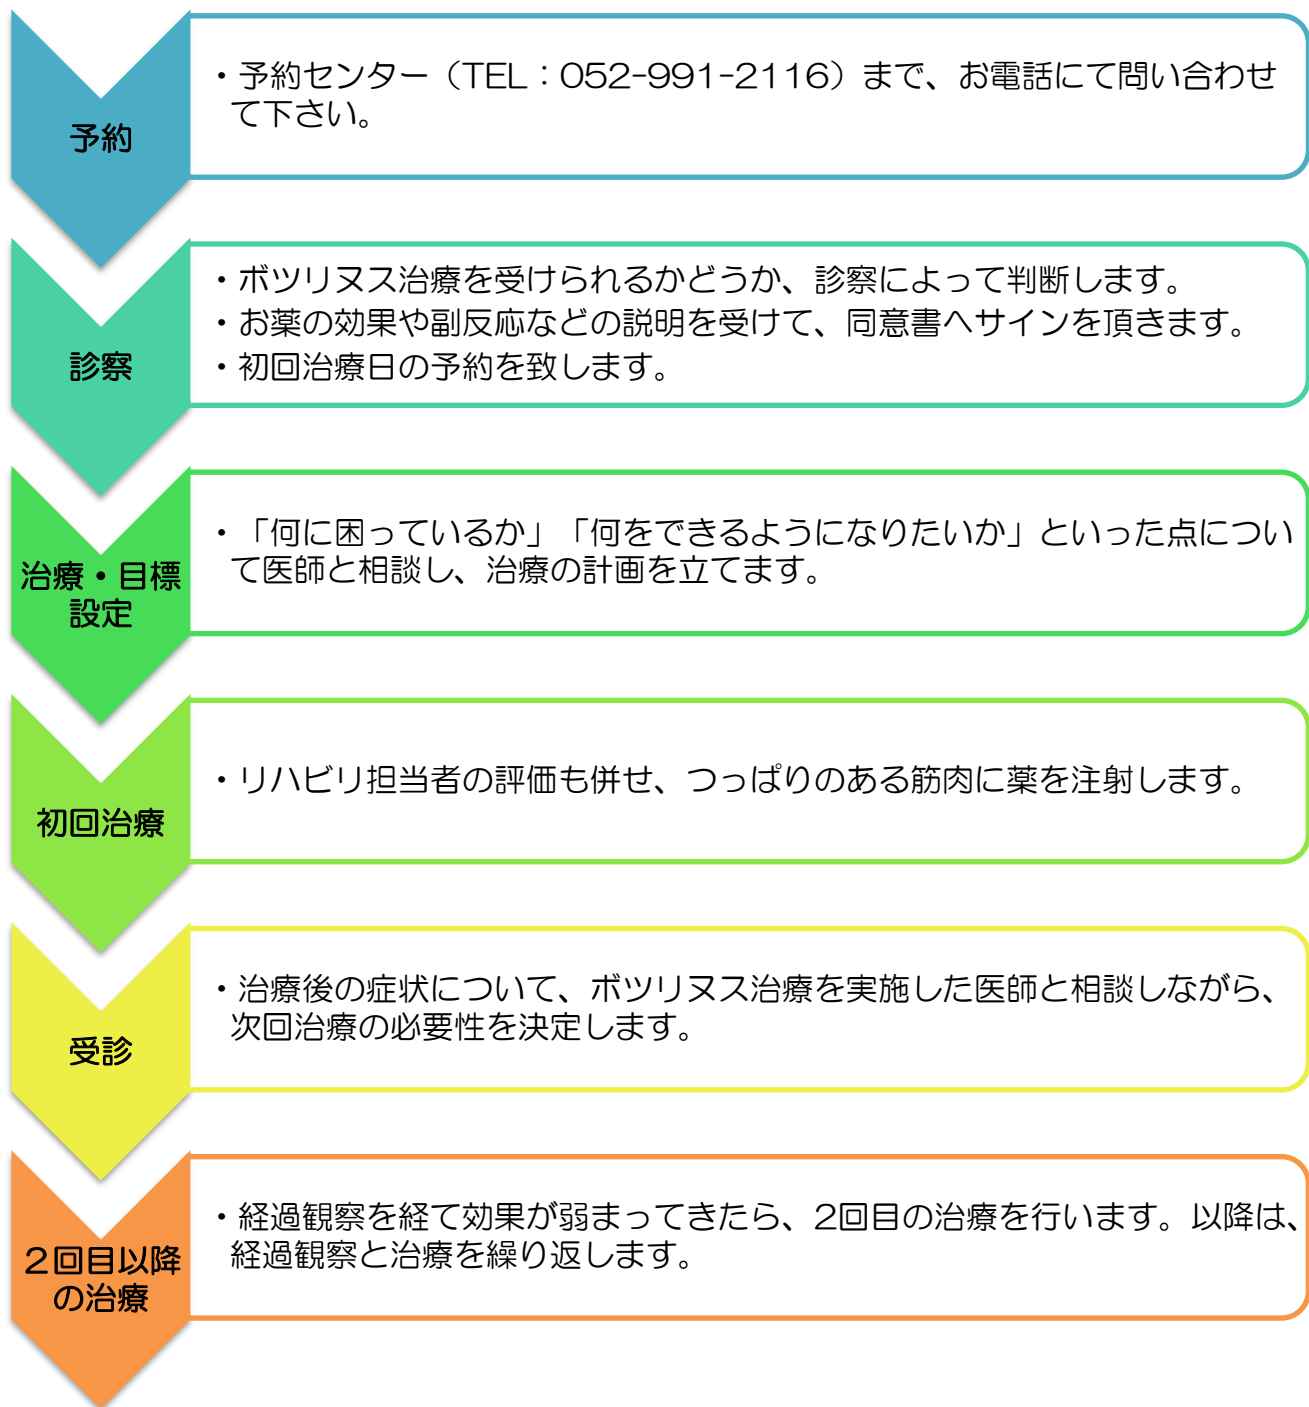 予約
・予約センター（TEL：052-991-2116）まで、お電話にて問い合わせ
て下さい。
診察
・ボツリヌス治療を受けられるかどうか、診察によって判断します。
・お薬の効果や副反応などの説明を受けて、同意書へサインを頂きます。
・初回治療日の予約を致します。
治療・目標
設定
・「何に困っているか」「何をできるようになりたいか」といった点につい
て医師と相談し、治療の計画を立てます。
初回治療
・リハビリ担当者の評価も併せ、つっぱりのある筋肉に薬を注射します。
受診
・治療後の症状について、ボツリヌス治療を実施した医師と相談しながら、
次回治療の必要性を決定します。
２回目以降
の治療
・経過観察を経て効果が弱まってきたら、2回目の治療を行います。以降は、
経過観察と治療を繰り返します。